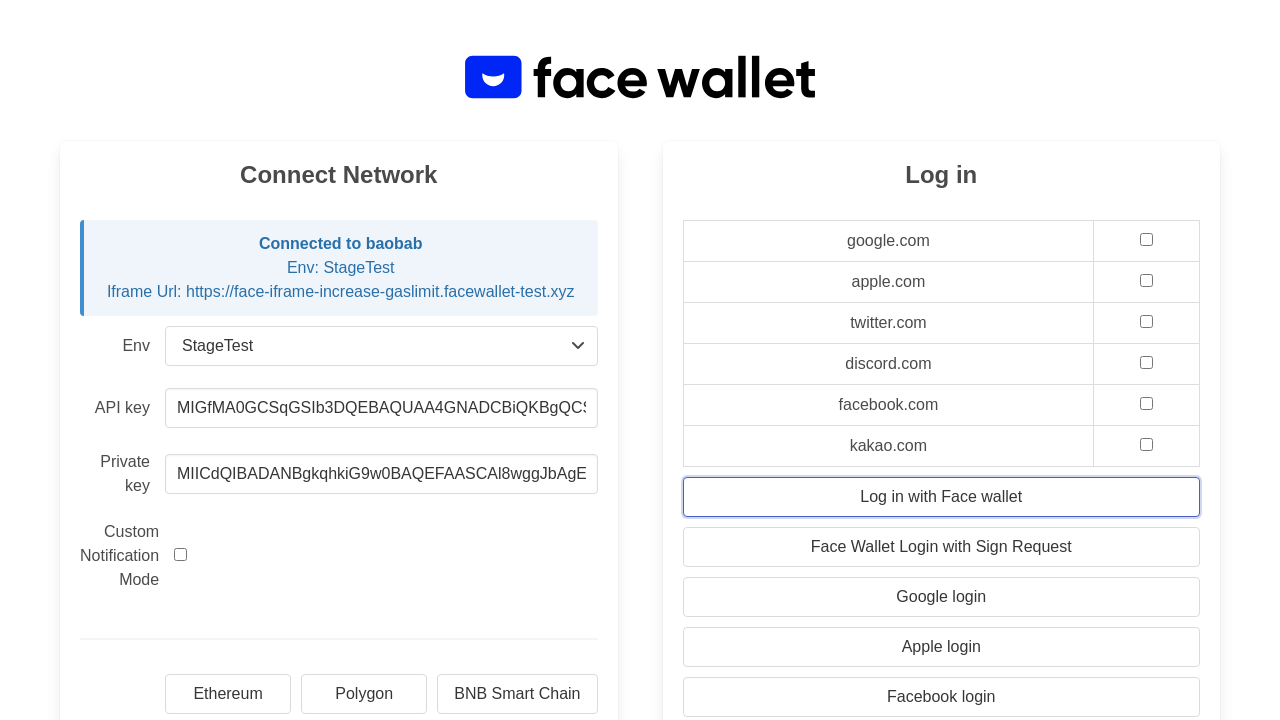 face wallet
Connect Network
Connected to baobab
Env: StageTest
Iframe Url: https://face-iframe-increase-gaslimit.facewallet-test.xyz
Env
StageTest
API key
MIGfMA0GCSqGSIb3DQEBAQUAA4GNADCBiQKBgQCS
Private
key
MIICdQIBADANBgkqhkiG9w0BAQEFAASCAl8wggJbAgE
Custom
Notification
Mode
Ethereum
Polygon
BNB Smart Chain
Log in
google.com
apple.com
twitter.com
discord.com
facebook.com
kakao.com
Log in with Face wallet
Face Wallet Login with Sign Request
Google login
Apple login
Facebook login